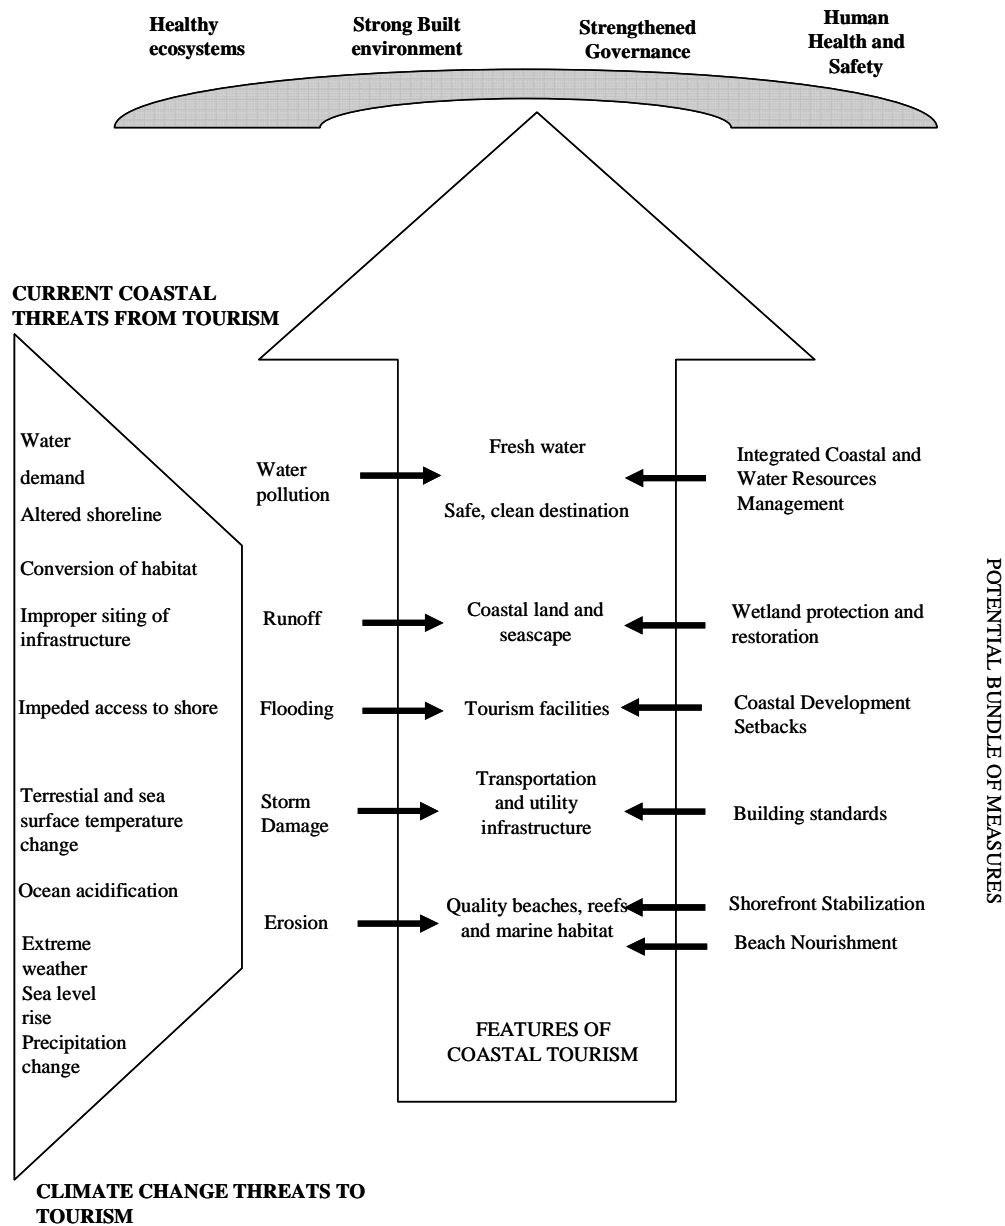 Healthy
ecosystems
Strong Built
environment
Strengthened
Governance
Human
Health and
Safety
CURRENT COASTAL
THREATS FROM TOURISM
Water
demand
Altered shoreline
Conversion of habitat
Improper siting of
infrastructure
Impeded access to shore
Terrestial and sea
surface temperature
change
Ocean acidification
Extreme
weather
Sea level
rise
Precipitation
change
CLIMATE CHANGE THREATS TO
TOURISM
Water
pollution
Runoff
Flooding
Storm
Damage
Erosion
Fresh water
Safe, clean destination
Coastal land and
seascape
Tourism facilities
Transportation
and utility
infrastructure
Quality beaches, reefs
and marine habitat
FEATURES OF
COASTAL TOURISM
Integrated Coastal and
Water Resources
Management
Wetland protection and
restoration
Coastal Development
Setbacks
Building standards
Shorefront Stabilization
Beach Nourishment
POTENTIAL BUNDLE OF MEASURES